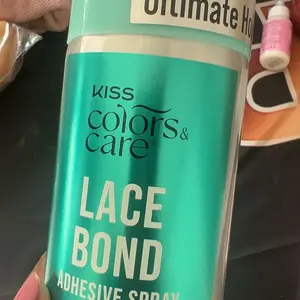 Ultimate Ho
KISS
colors &
care
LACE
BOND
ADHESIVE SPRAY